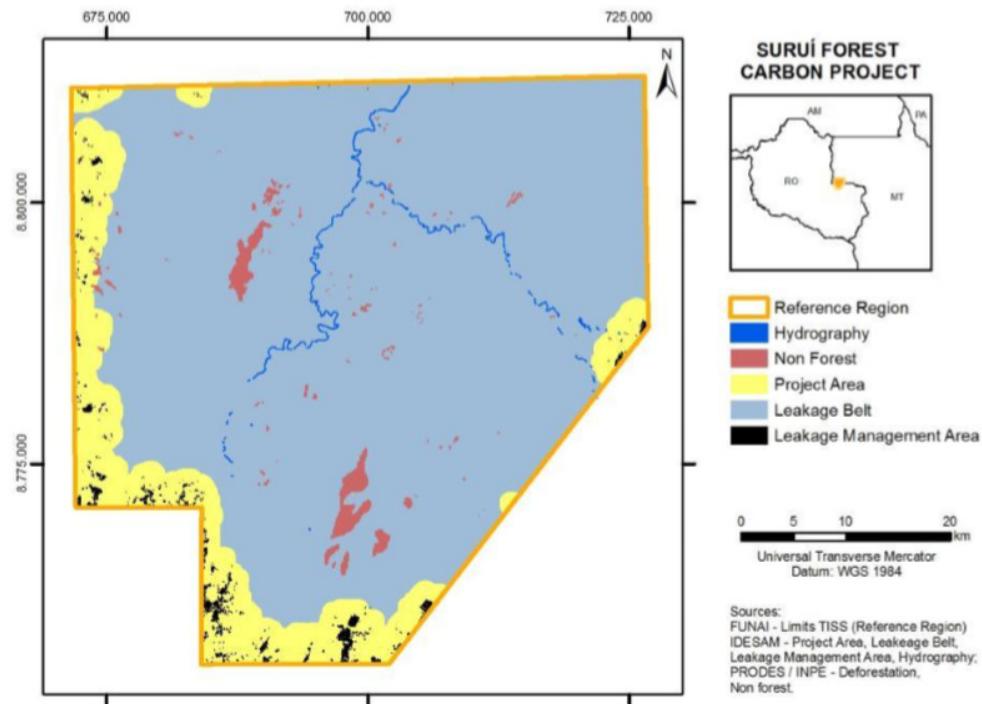 675.000
700.000
725.000
N
8.800.000
8.775.000
SURUÍ FOREST
CARBON PROJECT
AM
PA
RO
MT
Reference Region
Hydrography
Non Forest
Project Area
Leakage Belt
Leakage Management Area
0 5 10 20
km
Universal Transverse Mercator
Datum: WGS 1984
Sources:
FUNAI - Limits TISS (Reference Region)
IDESAM - Project Area, Leakeage Belt,
Leakage Management Area, Hydrography;
PRODES / INPE - Deforestation,
Non forest.